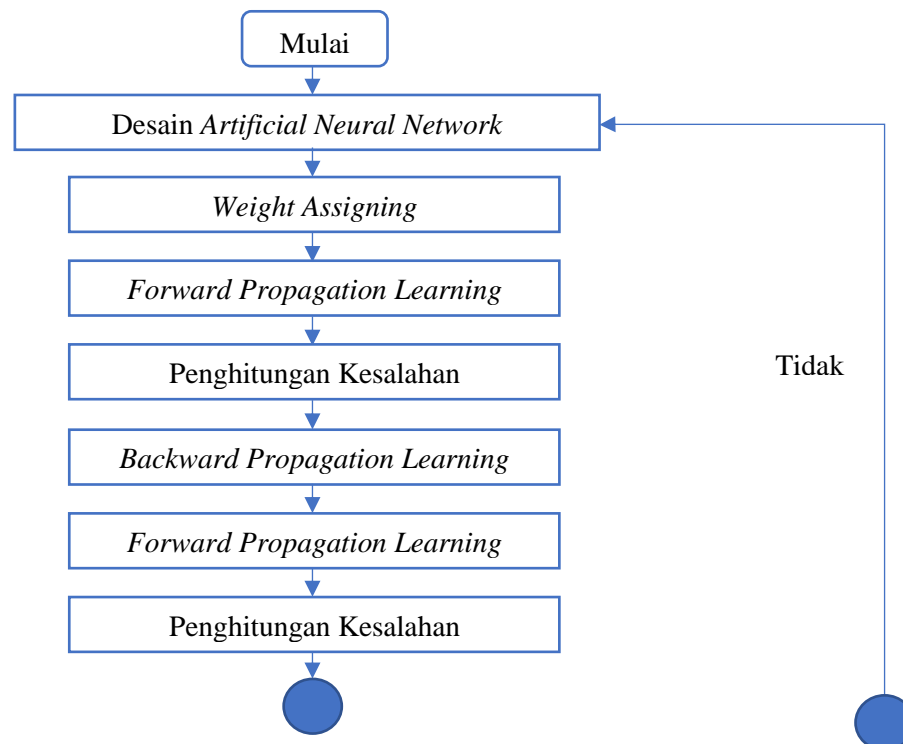 Mulai
Desain Artificial Neural Network
Weight Assigning
Forward Propagation Learning
Penghitungan Kesalahan
Tidak
Backward Propagation Learning
Forward Propagation Learning
Penghitungan Kesalahan